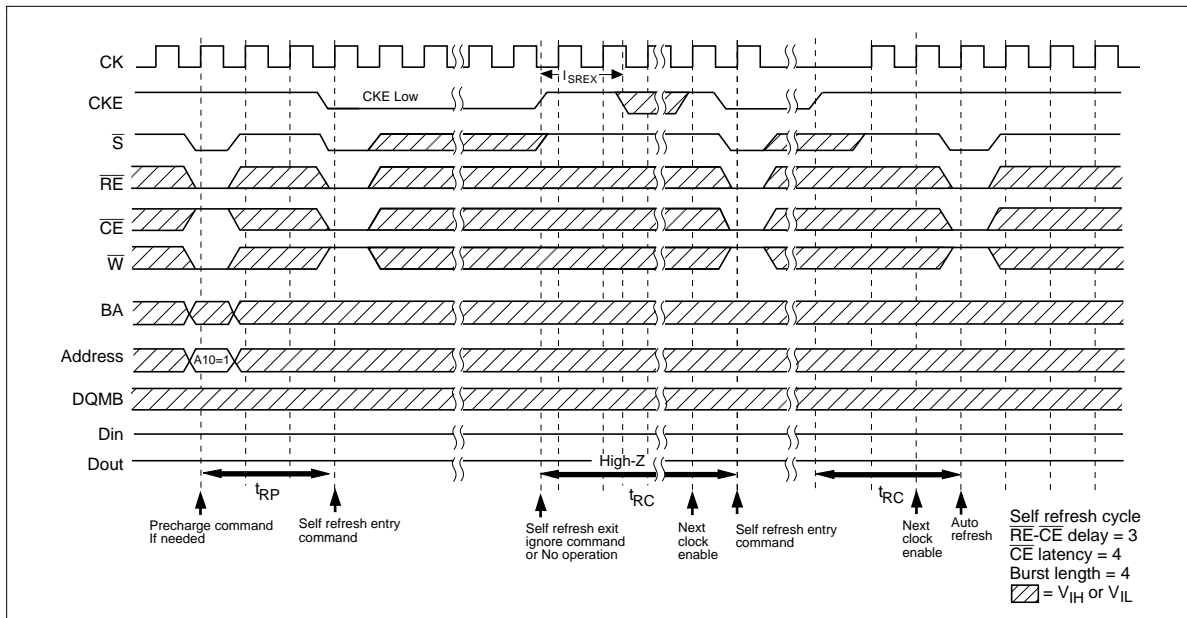 CK
l SREX
CKE
CKE Low
S
RE
CE
W
BA
Address
A10=1
DQMB
Din
Dout
High-Z
tRP
tRC
tRC
Precharge command
If needed
Self refresh entry
command
Self refresh exit
ignore command
or No operation
Next
clock
enable
Self refresh entry
command
Next
clock
enable
Auto
refresh
Self refresh cycle
RE-CE delay = 3
CE latency = 4
Burst length = 4
= VIH or VIL